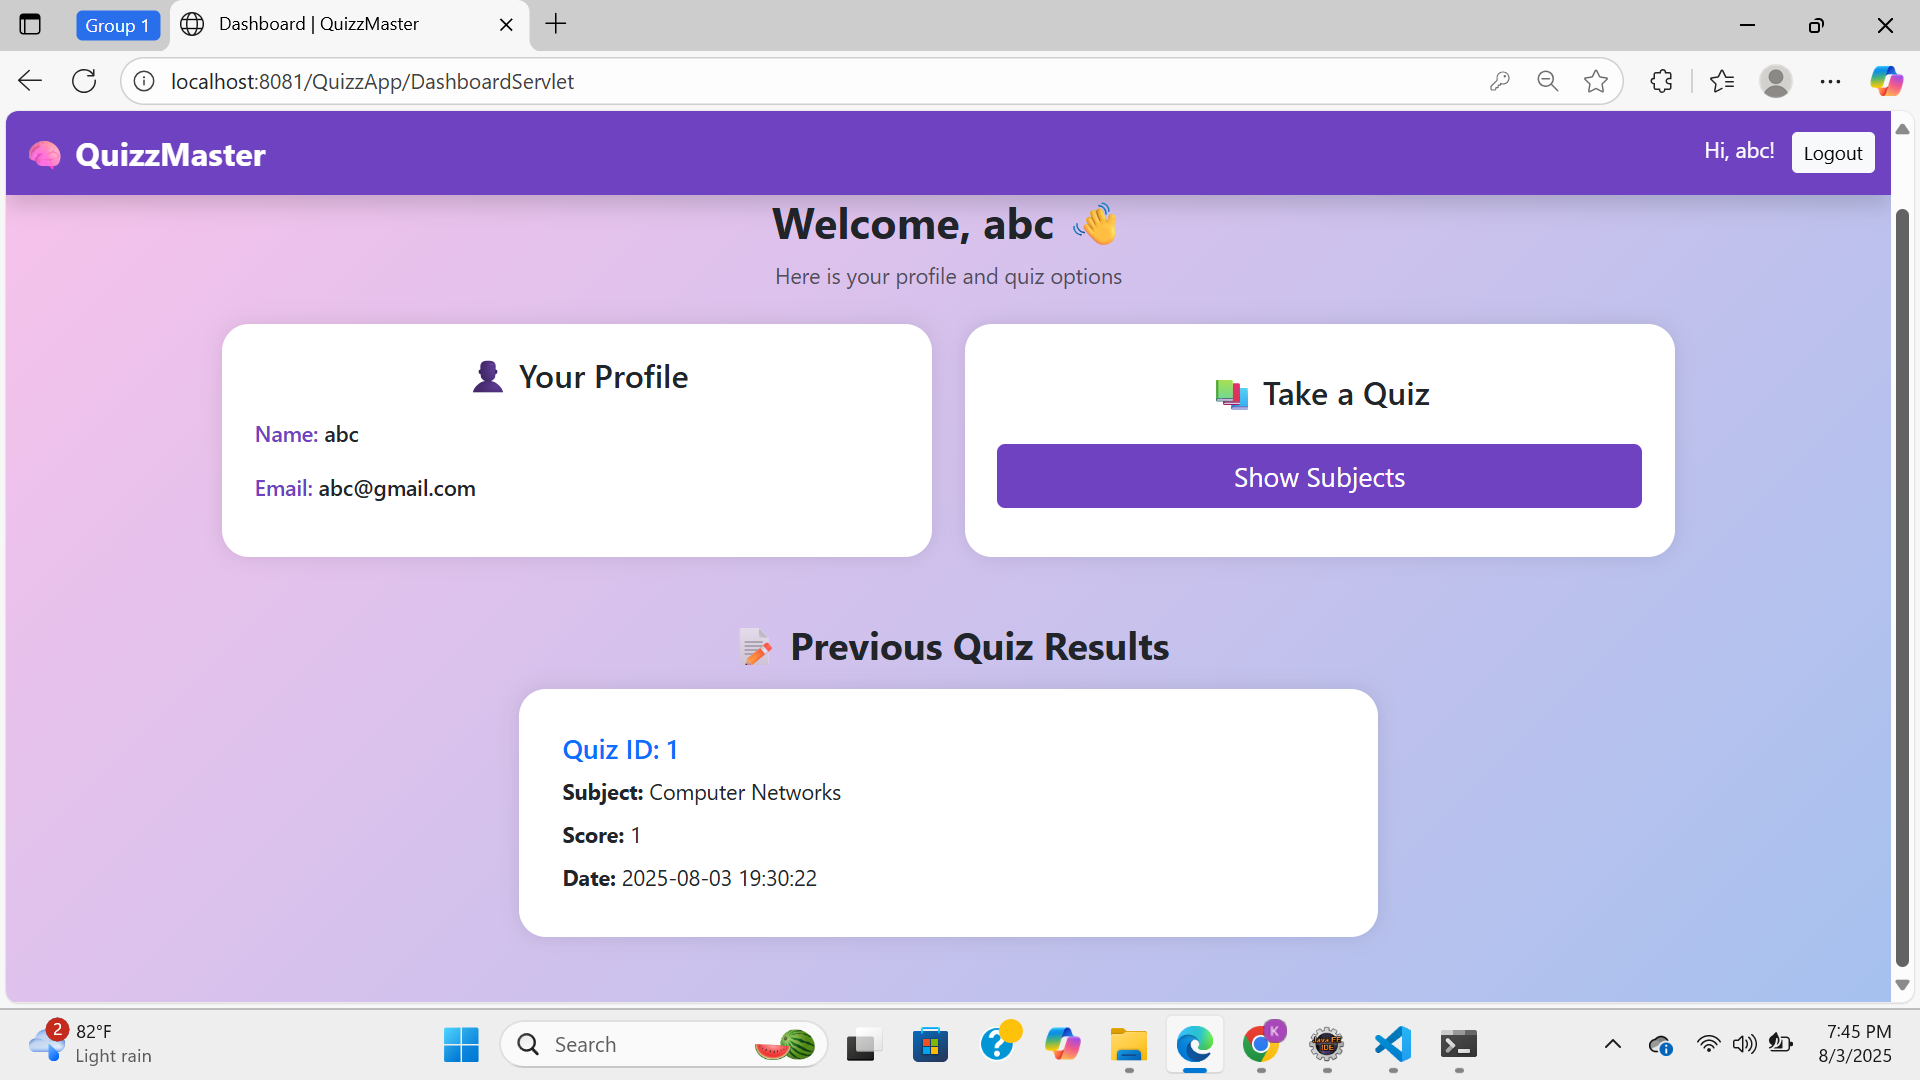 Group 1
Dashboard | QuizzMaster
localhost:8081/QuizzApp/DashboardServlet
QuizzMaster
Hi, abc!
Logout
Welcome, abc
Here is your profile and quiz options
Your Profile
Name: abc
Email: abc@gmail.com
Take a Quiz
Show Subjects
Previous Quiz Results
Quiz ID: 1
Subject: Computer Networks
Score: 1
Date: 2025-08-03 19:30:22
2
82°F
Light rain
Search
K
Java EE
IDE
7:45 PM
8/3/2025